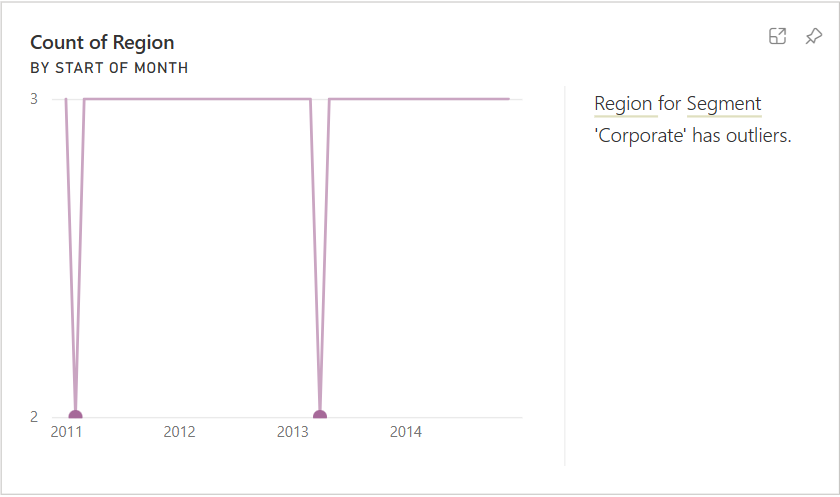 Count of Region
BY START OF MONTH
3
2
2011 2012 2013 2014
Region for Segment
'Corporate' has outliers.